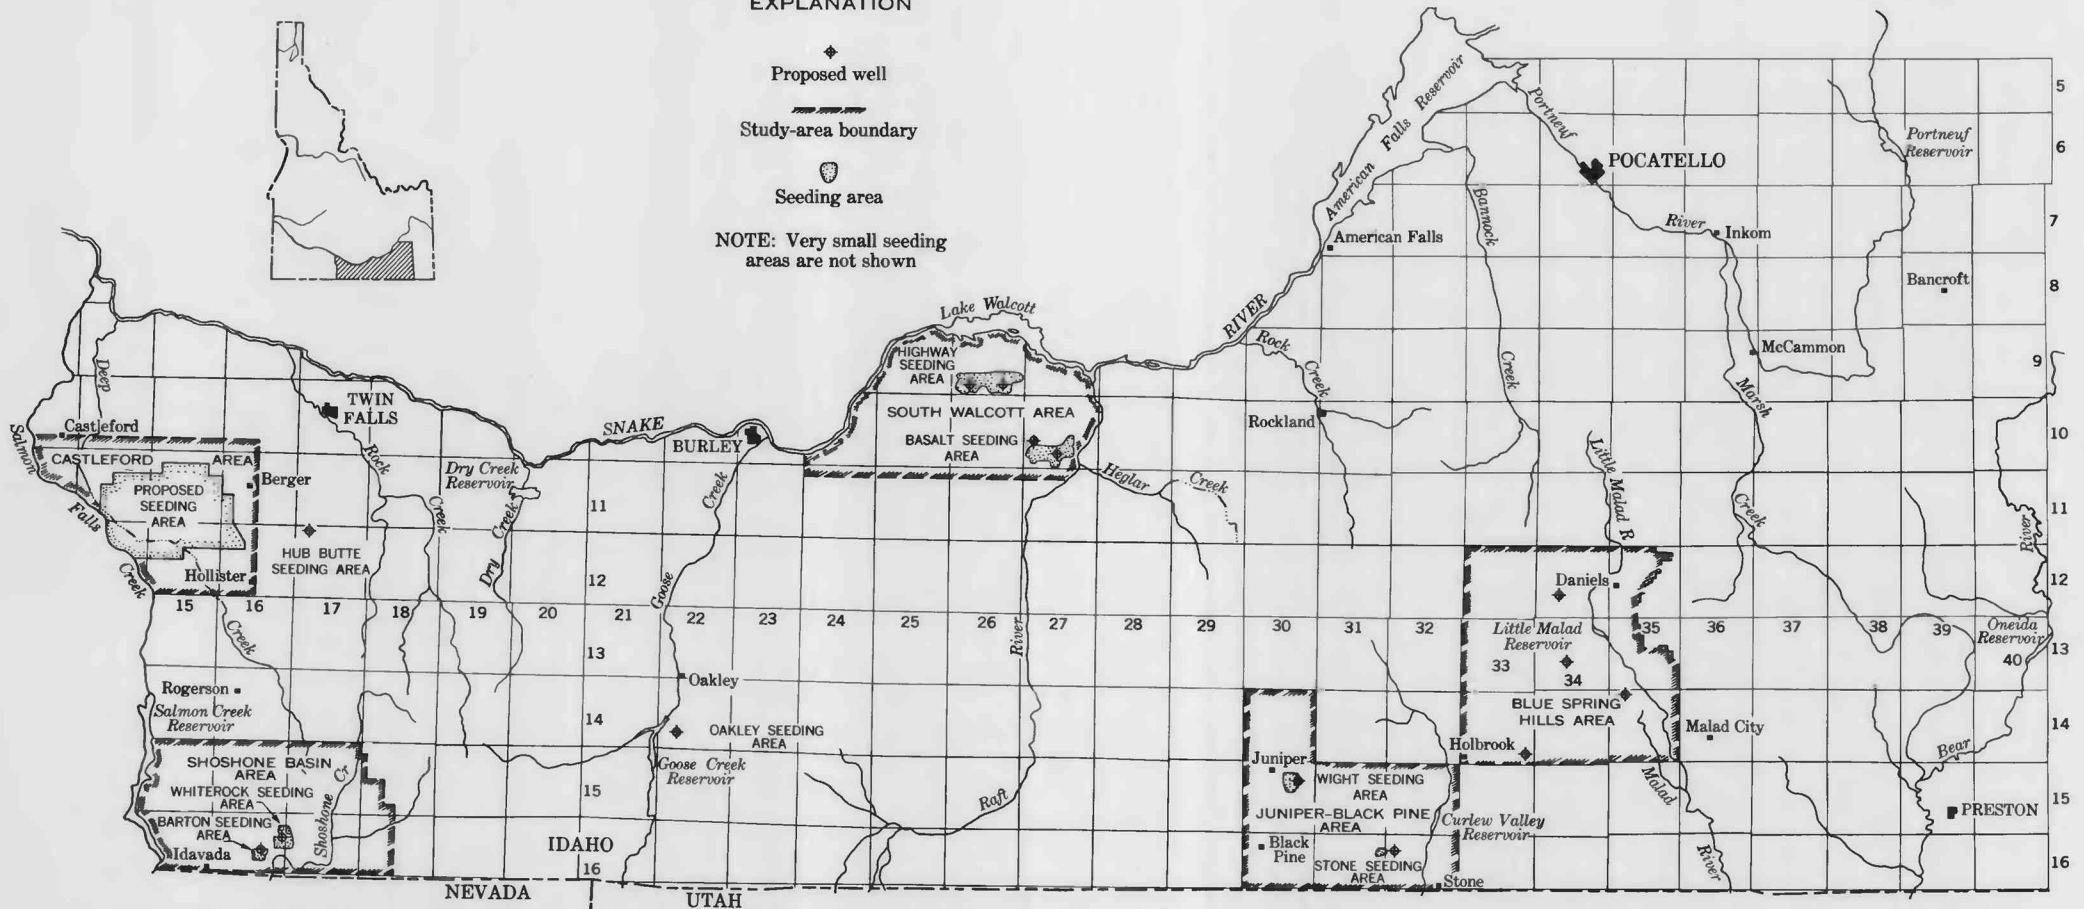 EXPLANATION
Proposed well
Study-area boundary
Seeding area
NOTE: Very small seeding
areas are not shown
American Falls Reservoir
Portneuf
POCATELLO
Portneuf
Reservoir
5
6
7
8
9
10
11
12
13
14
15
16
American Falls
Bannock
Creek
River
Inkom
Bancroft
McCammon
Marsh
Creek
Lake Walcott
RIVER
Rock
Creek
Rockland
HIGHWAY
SEEDING
AREA
SOUTH WALCOTT AREA
BASALT SEEDING
AREA
Heglar
Creek
Deep
TWIN
FALLS
SNAKE
BURLEY
Castleford
Salmon
Falls
Creek
CASTLEFORD AREA
PROPOSED
SEEDING
AREA
Berger
Hollister
HUB BUTTE
SEEDING AREA
Rock
Creek
Dry Creek
Reservoir
Dry
Creek
Goose
Creek
11
12
13
14
15
16
Little Malad R
River
Daniels
Little Malad
Reservoir
Oneida
Reservoir
15
16
17
18
19
20
21
22
23
24
25
26
27
28
29
30
31
32
33
34
35
36
37
38
39
40
Creek
River
Rogerson
Salmon Creek
Reservoir
Oakley
OAKLEY SEEDING
AREA
Goose Creek
Reservoir
BLUE SPRING
HILLS AREA
Holbrook
Malad City
Malad
River
Bear
PRESTON
SHOSHONE BASIN
AREA
WHITEROCK SEEDING
AREA
BARTON SEEDING
AREA
Idavada
Shoshone Cr
Raft
Juniper
WIGHT SEEDING
AREA
JUNIPER-BLACK PINE
AREA
Black
Pine
STONE SEEDING
AREA
Curlew Valley
Reservoir
Stone
IDAHO
NEVADA
UTAH